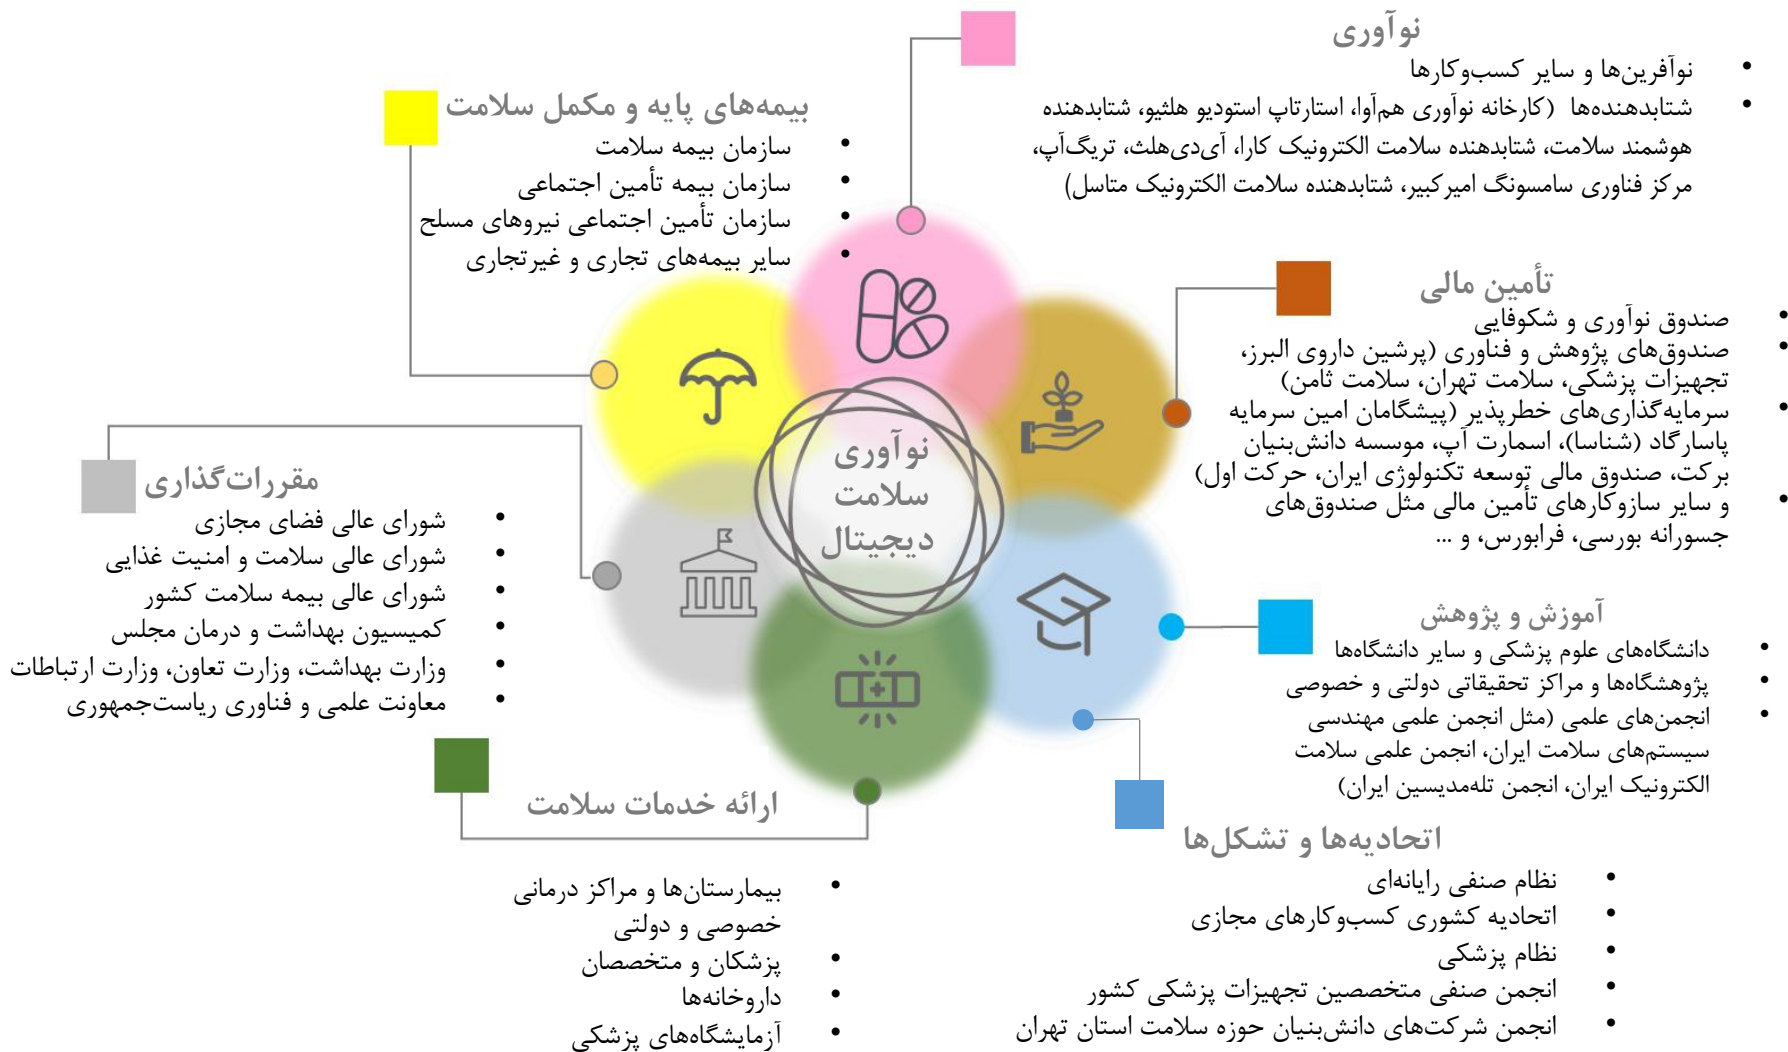 نوآوری
• نوآفرین‌ها و سایر کسب‌وکارها
• شتابدهنده‌ها (کارخانه نوآوری هم‌آوا، استارتاپ استودیو هلثیو، شتابدهنده
هوشمند سلامت، شتابدهنده سلامت الکترونیک کارا، آی‌دی‌هلث، تریگ‌آپ،
مرکز فناوری سامسونگ امیرکبیر، شتابدهنده سلامت الکترونیک متاسل)
بیمه‌های پایه و مکمل سلامت
• سازمان بیمه سلامت
• سازمان بیمه تأمین اجتماعی
• سازمان تأمین اجتماعی نیروهای مسلح
• سایر بیمه‌های تجاری و غیرتجاری
تأمین مالی
• صندوق نوآوری و شکوفایی
• صندوق‌های پژوهش و فناوری (پرشین داروی البرز،
تجهیزات پزشکی، سلامت تهران، سلامت ثامن)
• سرمایه‌گذاری‌های خطرپذیر (پیشگامان امین سرمایه
پاسارگاد (شناسا)، اسمارت آپ، موسسه دانش‌بنیان
برکت، صندوق مالی توسعه تکنولوژی ایران، حرکت اول)
• و سایر سازوکارهای تأمین مالی مثل صندوق‌های
جسورانه بورسی، فرابورس، و ...
نوآوری
سلامت
دیجیتال
مقررات‌گذاری
• شورای عالی فضای مجازی
• شورای عالی سلامت و امنیت غذایی
• شورای عالی بیمه سلامت کشور
• کمیسیون بهداشت و درمان مجلس
• وزارت بهداشت، وزارت تعاون، وزارت ارتباطات
• معاونت علمی و فناوری ریاست‌جمهوری
آموزش و پژوهش
• دانشگاه‌های علوم پزشکی و سایر دانشگاه‌ها
• پژوهشگاه‌ها و مراکز تحقیقاتی دولتی و خصوصی
• انجمن‌های علمی (مثل انجمن علمی مهندسی
سیستم‌های سلامت ایران، انجمن علمی سلامت
الکترونیک ایران، انجمن تله‌مدیسین ایران)
ارائه خدمات سلامت
• بیمارستان‌ها و مراکز درمانی
خصوصی و دولتی
• پزشکان و متخصصان
• داروخانه‌ها
• آزمایشگاه‌های پزشکی
اتحادیه‌ها و تشکل‌ها
• نظام صنفی رایانه‌ای
• اتحادیه کشوری کسب‌وکارهای مجازی
• نظام پزشکی
• انجمن صنفی متخصصین تجهیزات پزشکی کشور
• انجمن شرکت‌های دانش‌بنیان حوزه سلامت استان تهران